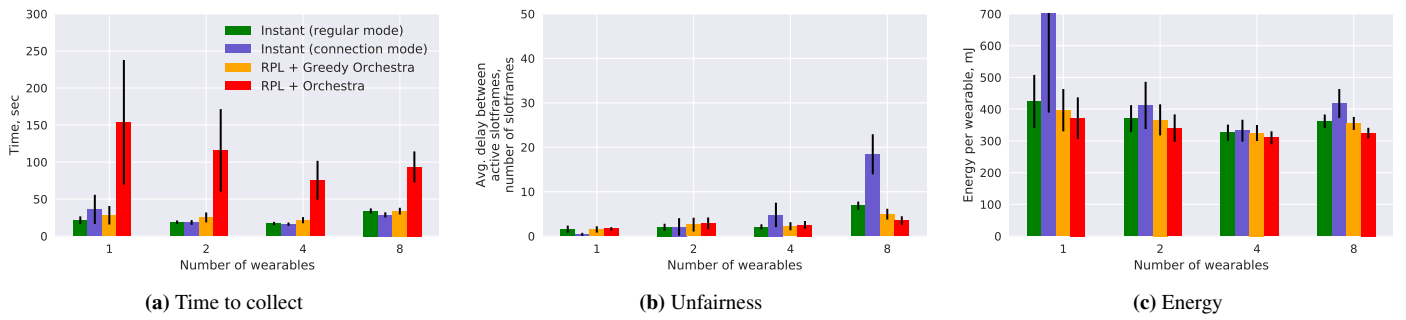 300
250
200
150
100
50
0
Time, sec
Instant (regular mode)
Instant (connection mode)
RPL + Greedy Orchestra
RPL + Orchestra
1 2 4 8
Number of wearables
(a) Time to collect
50
40
30
20
10
0
Avg. delay between
active slotframes,
number of slotframes
1 2 4 8
Number of wearables
(b) Unfairness
700
600
500
400
300
200
100
0
Energy per wearable, mJ
1 2 4 8
Number of wearables
(c) Energy